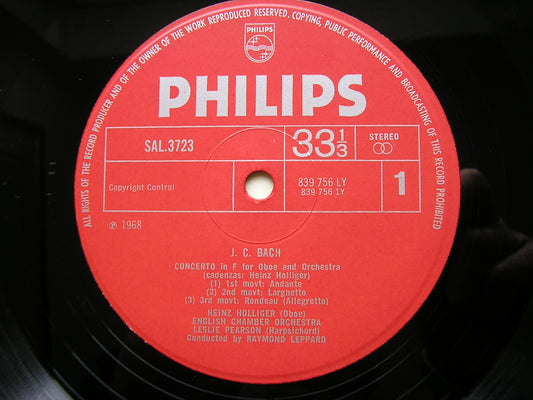 ALL RIGHTS OF THE RECORD PRODUCER AND OF THE OWNER OF THE WORK REPRODUCED RESERVED. COPYING, PUBLIC PERFORMANCE AND BROADCASTING OF THIS RECORD PROHIBITED
PHILIPS
PHILIPS
SAL.3723
33 1/3
STEREO
Copyright Control
839 756 LY
839 756 1Y
1
℗ 1968
J. C. BACH
CONCERTO in F for Oboe and Orchestra
(cadenzas: Heinz Holliger)
(1) 1st movt: Andante
(2) 2nd movt: Larghetto
(3) 3rd movt: Rondeau (Allegretto)
HEINZ HOLLIGER (Oboe)
ENGLISH CHAMBER ORCHESTRA
LESLIE PEARSON (Harpsichord)
Conducted by RAYMOND LEPPARD